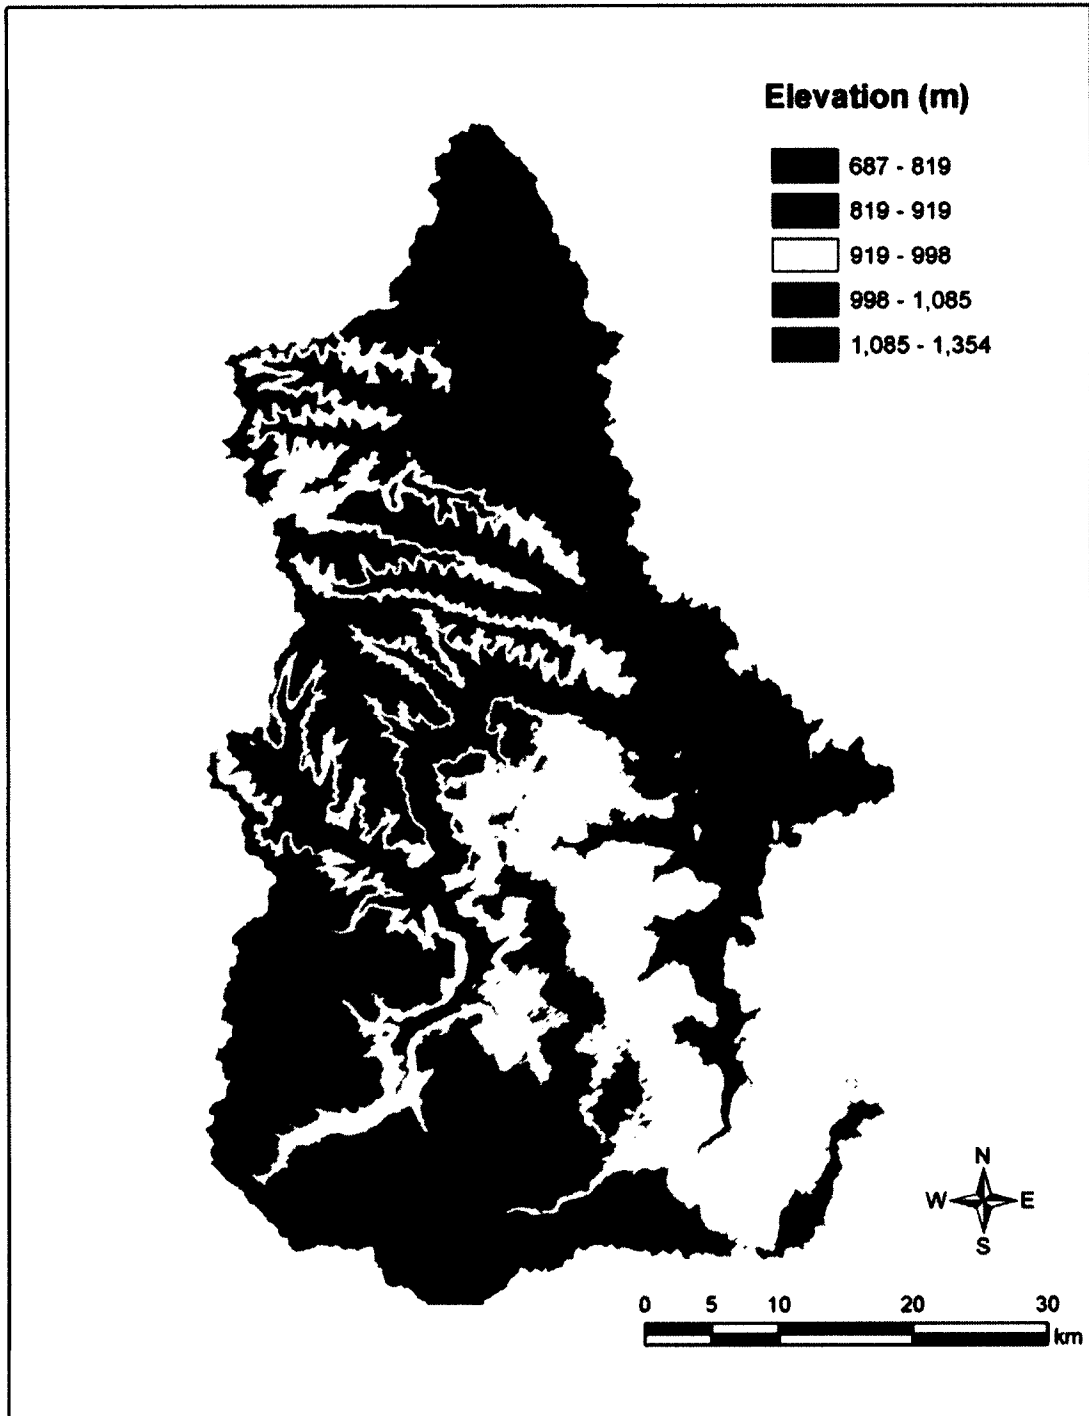 Elevation (m)
687 - 819
819 - 919
919 - 998
998 - 1,085
1,085 - 1,354
N
W E
S
0 5 10 20 30
km